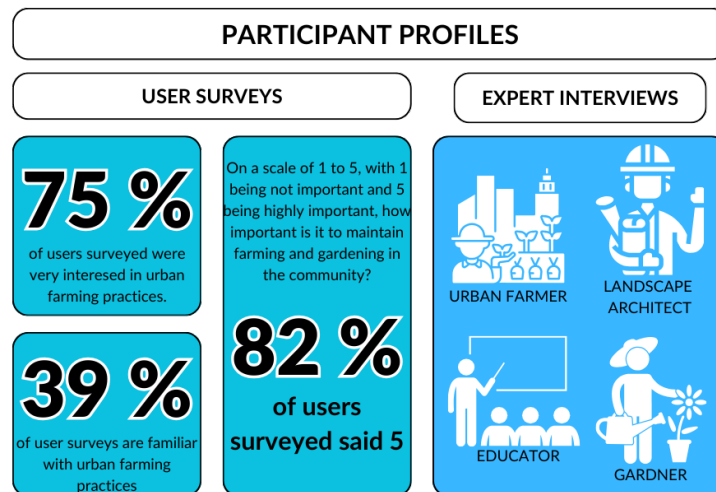 PARTICIPANT PROFILES
USER SURVEYS
75 %
of users surveyed were
very interesed in urban
farming practices.
39 %
of user surveys are familiar
with urban farming
practices
On a scale of 1 to 5, with 1
being not important and 5
being highly important, how
important is it to maintain
farming and gardening in
the community?
82 %
of users
surveyed said 5
EXPERT INTERVIEWS
URBAN FARMER
LANDSCAPE
ARCHITECT
EDUCATOR
GARDNER